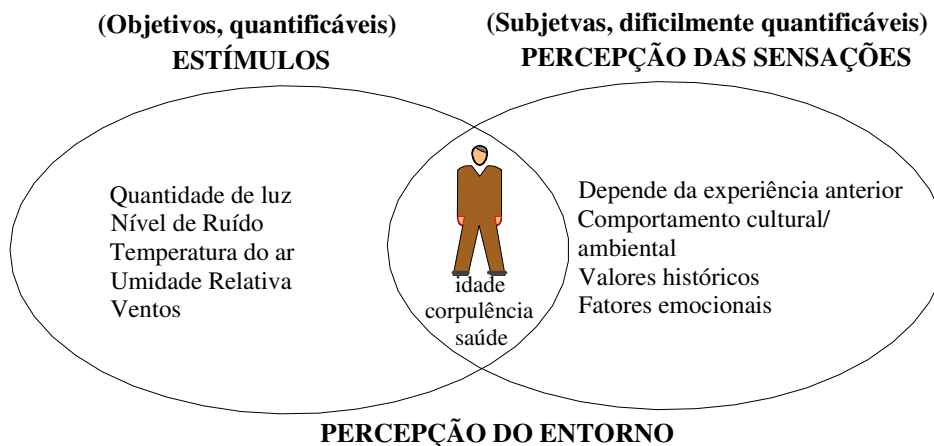 (Objetivos, quantificáveis)
ESTÍMULOS
(Subjetvas, dificilmente quantificáveis)
PERCEPÇÃO DAS SENSAÇÕES
Quantidade de luz
Nível de Ruído
Temperatura do ar
Umidade Relativa
Ventos
idade
corpulência
saúde
Depende da experiência anterior
Comportamento cultural/
ambiental
Valores históricos
Fatores emocionais
PERCEPÇÃO DO ENTORNO